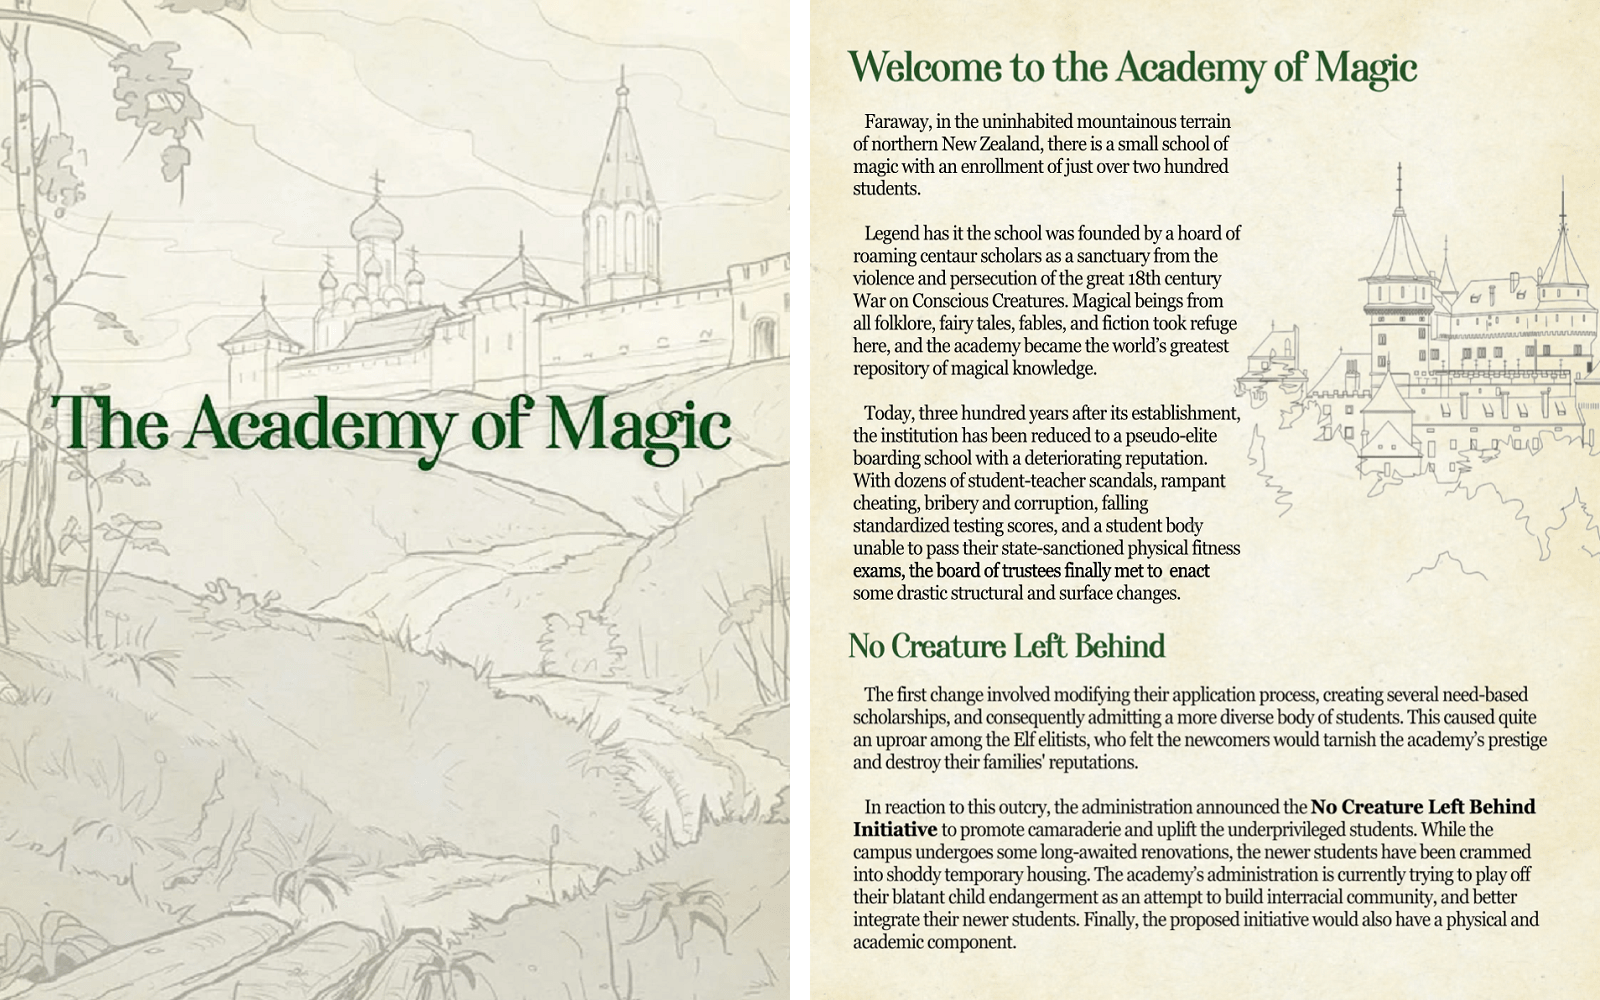 The Academy of Magic
Welcome to the Academy of Magic
Faraway, in the uninhabited mountainous terrain
of northern New Zealand, there is a small school of
magic with an enrollment of just over two hundred
students.
Legend has it the school was founded by a hoard of
roaming centaur scholars as a sanctuary from the
violence and persecution of the great 18th century
War on Conscious Creatures. Magical beings from
all folklore, fairy tales, fables, and fiction took refuge
here, and the academy became the world’s greatest
repository of magical knowledge.
Today, three hundred years after its establishment,
the institution has been reduced to a pseudo-elite
boarding school with a deteriorating reputation.
With dozens of student-teacher scandals, rampant
cheating, bribery and corruption, falling
standardized testing scores, and a student body
unable to pass their state-sanctioned physical fitness
exams, the board of trustees finally met to enact
some drastic structural and surface changes.
No Creature Left Behind
The first change involved modifying their application process, creating several need-based
scholarships, and consequently admitting a more diverse body of students. This caused quite
an uproar among the Elf elitists, who felt the newcomers would tarnish the academy’s prestige
and destroy their families' reputations.
In reaction to this outcry, the administration announced the No Creature Left Behind
Initiative to promote camaraderie and uplift the underprivileged students. While the
campus undergoes some long-awaited renovations, the newer students have been crammed
into shoddy temporary housing. The academy’s administration is currently trying to play off
their blatant child endangerment as an attempt to build interracial community, and better
integrate their newer students. Finally, the proposed initiative would also have a physical and
academic component.